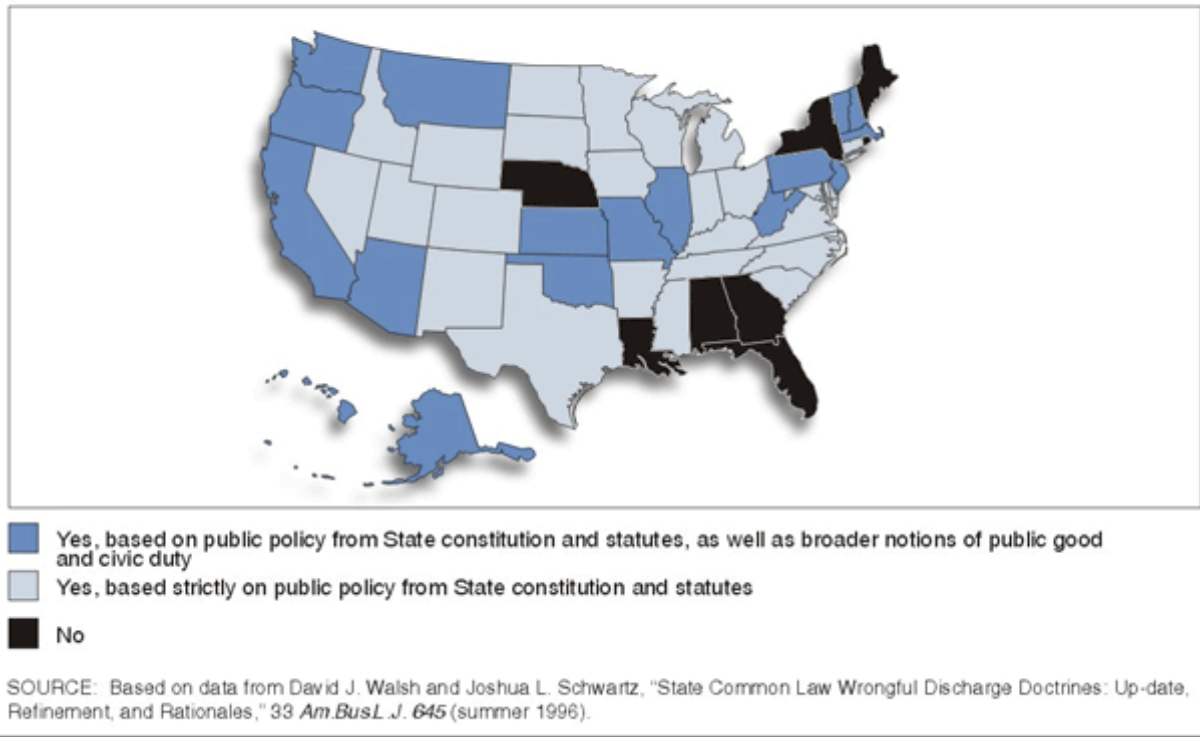 Yes, based on public policy from State constitution and statutes, as well as broader notions of public good
and civic duty
Yes, based strictly on public policy from State constitution and statutes
No
SOURCE: Based on data from David J. Walsh and Joshua L. Schwartz, “State Common Law Wrongful Discharge Doctrines: Up-date,
Refinement, and Rationales,” 33 Am.Bus.L.J. 645 (summer 1996).